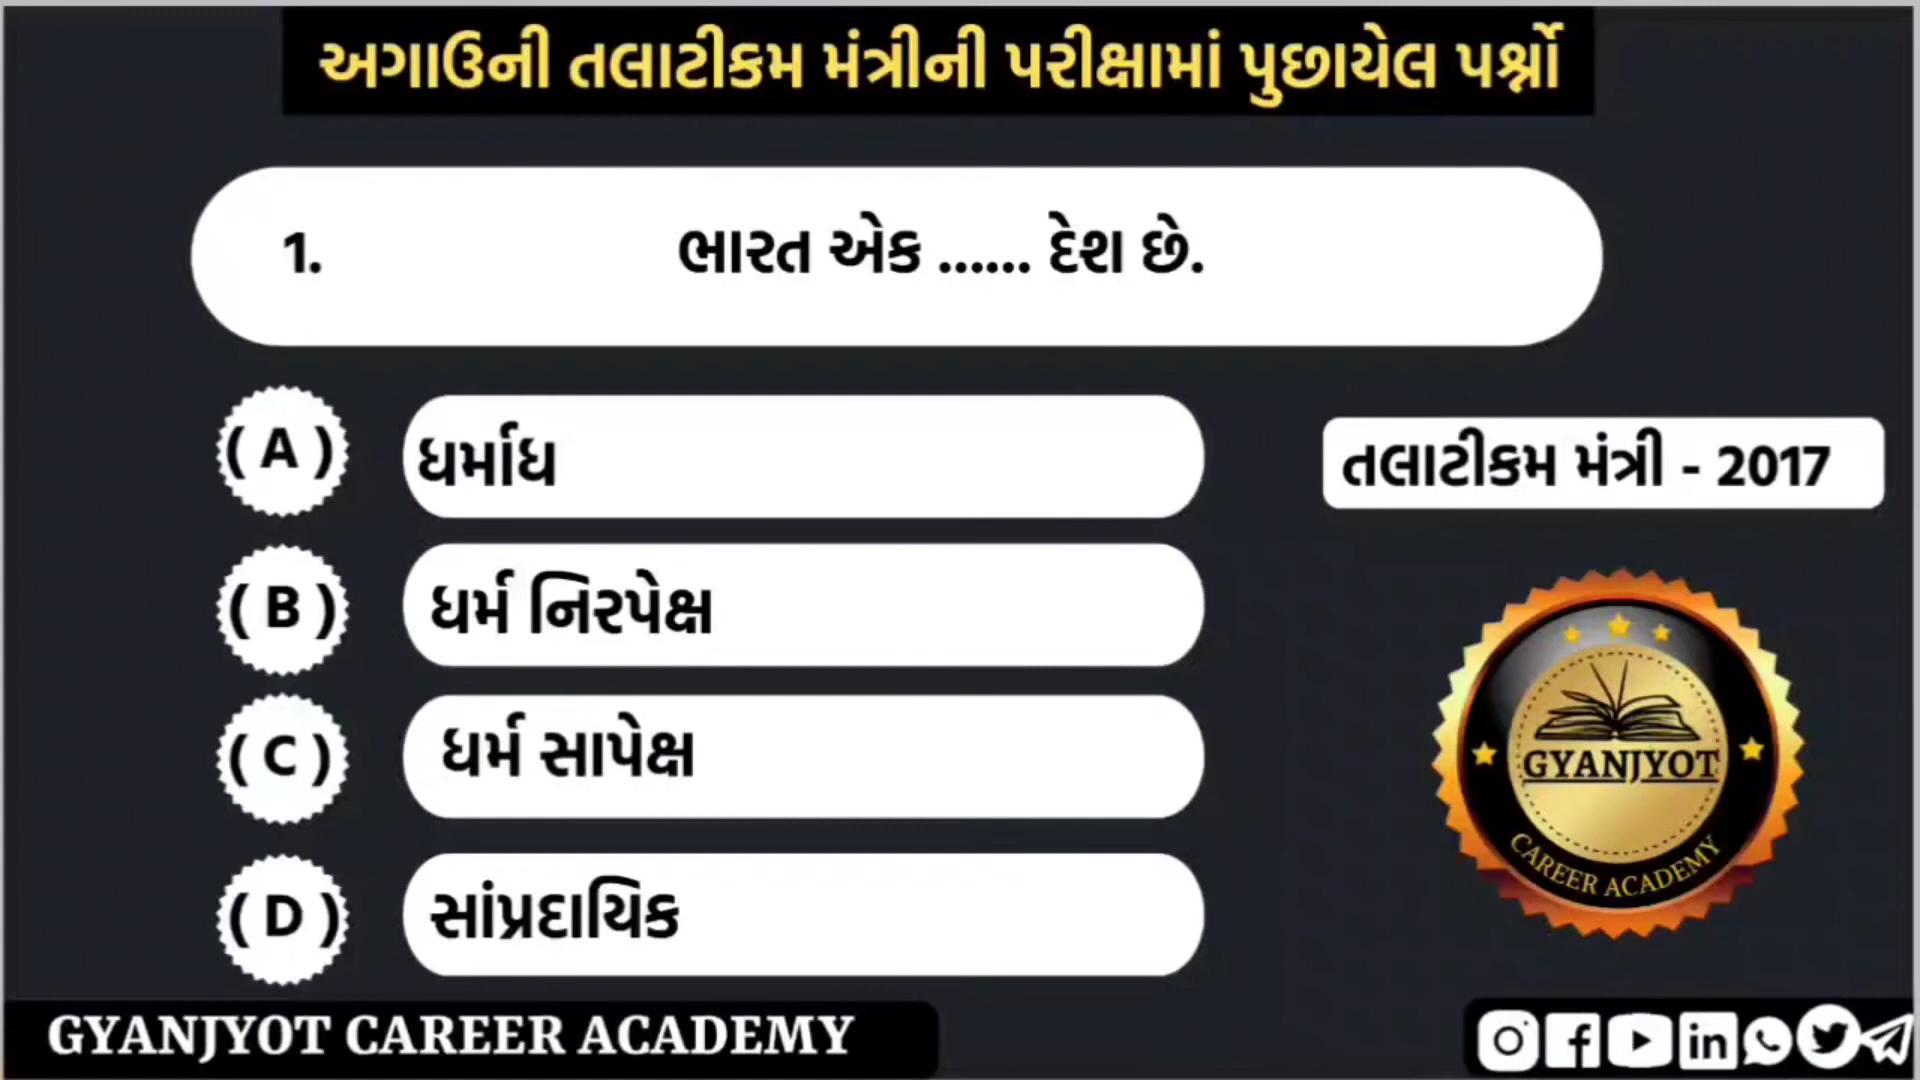 અગાઉની તલાટીકમ મંત્રીની પરીક્ષામાં પુછાયેલ પર્શ્નો
1. ભારત એક ...... દેશ છે.
( A ) ધર્માધ
તલાટીકમ મંત્રી - 2017
( B ) ધર્મ નિરપેક્ષ
( C ) ધર્મ સાપેક્ષ
( D ) સાંપ્રદાયિક
GYANJYOT
CAREER ACADEMY
GYANJYOT CAREER ACADEMY